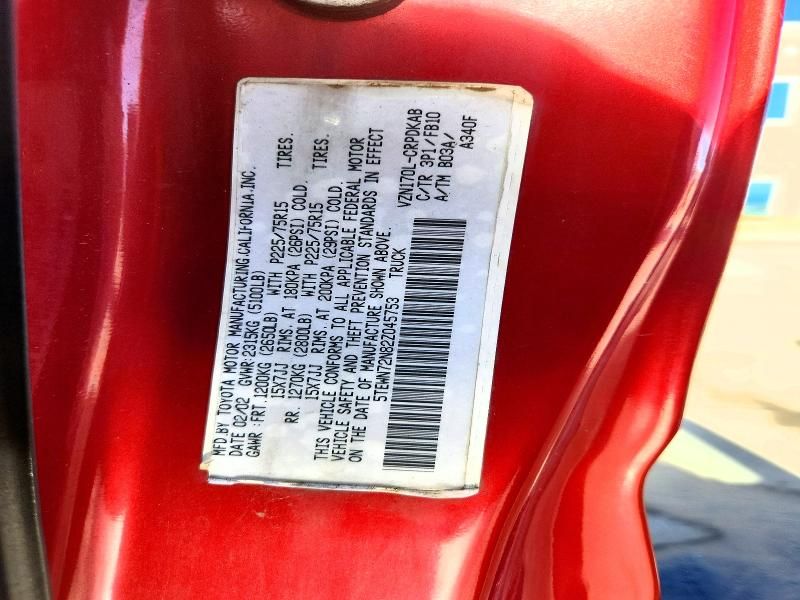 MFD.BY TOYOTA MOTOR MANUFACTURING.CALIFORNIA.INC.
DATE 02/02 GVWR:2315KG (5100LB)
GAWR :FRT.1200KG (2650LB) WITH P225/75R15 TIRES.
15X7JJ RIMS. AT 180KPA (26PSI) COLD.
RR. 1270KG (2800LB) WITH P225/75R15 TIRES.
15X7JJ RIMS. AT 200KPA (29PSI) COLD.
THIS VEHICLE CONFORMS TO ALL APPLICABLE FEDERAL MOTOR
VEHICLE SAFETY AND THEFT PREVENTION STANDARDS IN EFFECT
ON THE DATE OF MANUFACTURE SHOWN ABOVE.
5TEWN72N82Z045753 TRUCK
VZN170L-CRPDKAB
C/TR 3P1/FB10
A/TM B03A/
A340F